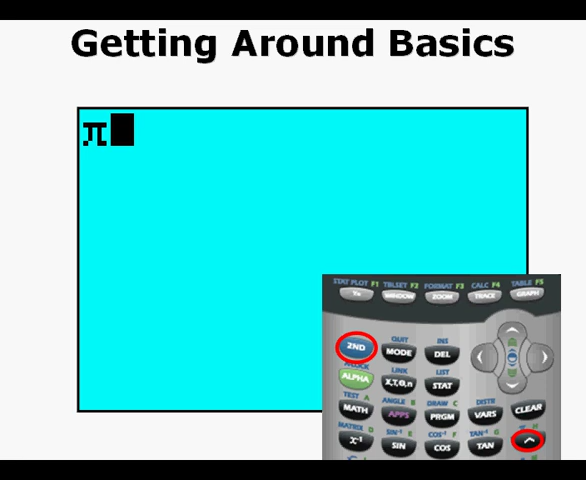 Getting Around Basics
π
STAT PLOT F1 TBLSET F2 FORMAT F3 CALC F4 TABLE F5
Y= WINDOW ZOOM TRACE GRAPH
QUIT INS
2ND MODE DEL
A-LOCK LINK LIST
ALPHA X,T,Θ,n STAT
TEST A ANGLE B DRAW C DISTR
MATH APPS PRGM VARS CLEAR
MATRIX D SIN⁻¹ E COS⁻¹ F TAN⁻¹ G π H
x⁻¹ SIN COS TAN ^